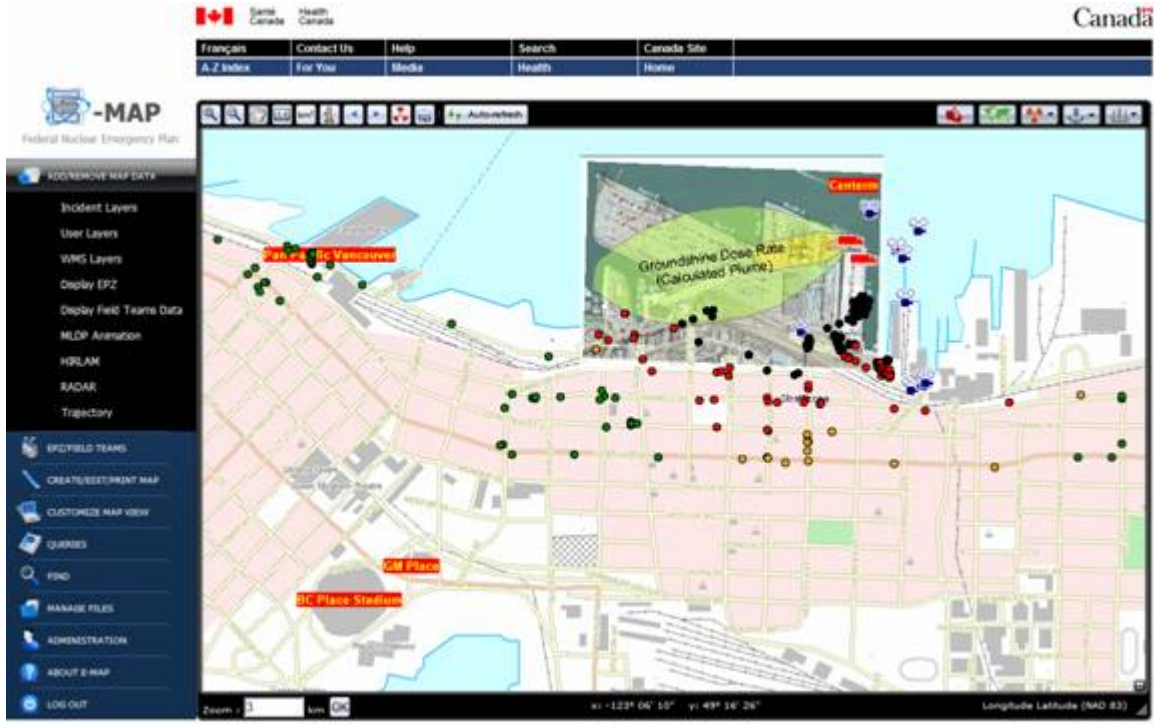 Santé Canada
Health Canada
Canada
Français
Contact Us
Help
Search
Canada Site
A-Z Index
For You
Media
Health
Home
-MAP
Federal Nuclear Emergency Plan
Auto-refresh
ADD/REMOVE MAP DATA
Incident Layers
User Layers
WMS Layers
Display EPZ
Display Field Teams Data
MLDP Animation
HIRLAM
RADAR
Trajectory
EPZ/FIELD TEAMS
CREATE/EDIT/PRINT MAP
CUSTOMIZE MAP VIEW
QUERIES
FIND
MANAGE FILES
ADMINISTRATION
ABOUT E-MAP
LOG OUT
Centerm
Pan Pacific Vancouver
Groundshine Dose Rate
(Calculated Plume)
GM Place
BC Place Stadium
Zoom : 3 km OK
x: -123° 06' 10" y: 49° 16' 26"
Longitude Latitude (NAD 83)